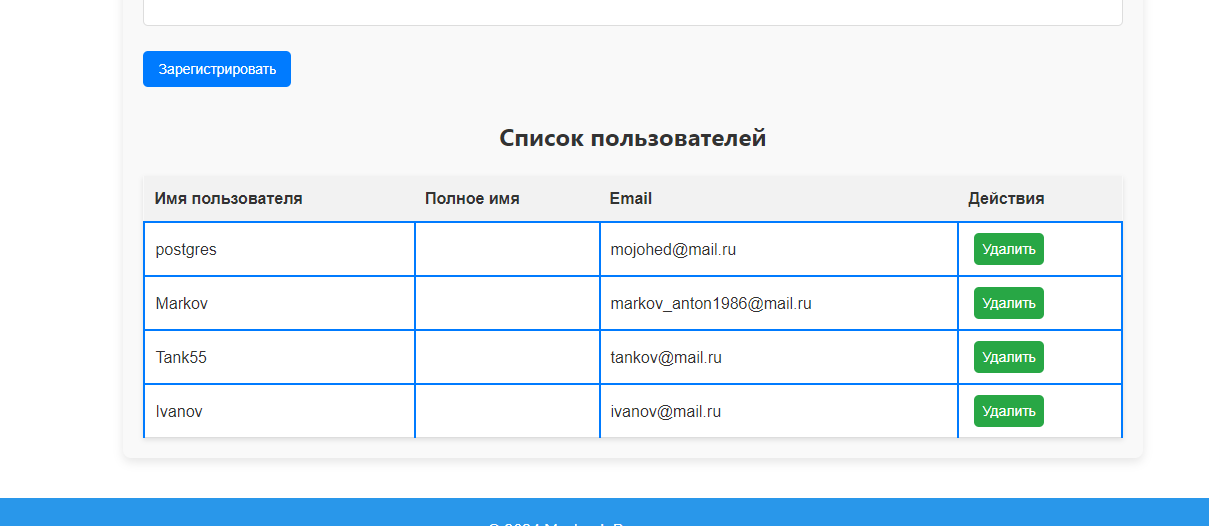 Зарегистрировать
Список пользователей
Имя пользователя Полное имя Email Действия
postgres mojohed@mail.ru Удалить
Markov markov_anton1986@mail.ru Удалить
Tank55 tankov@mail.ru Удалить
Ivanov ivanov@mail.ru Удалить